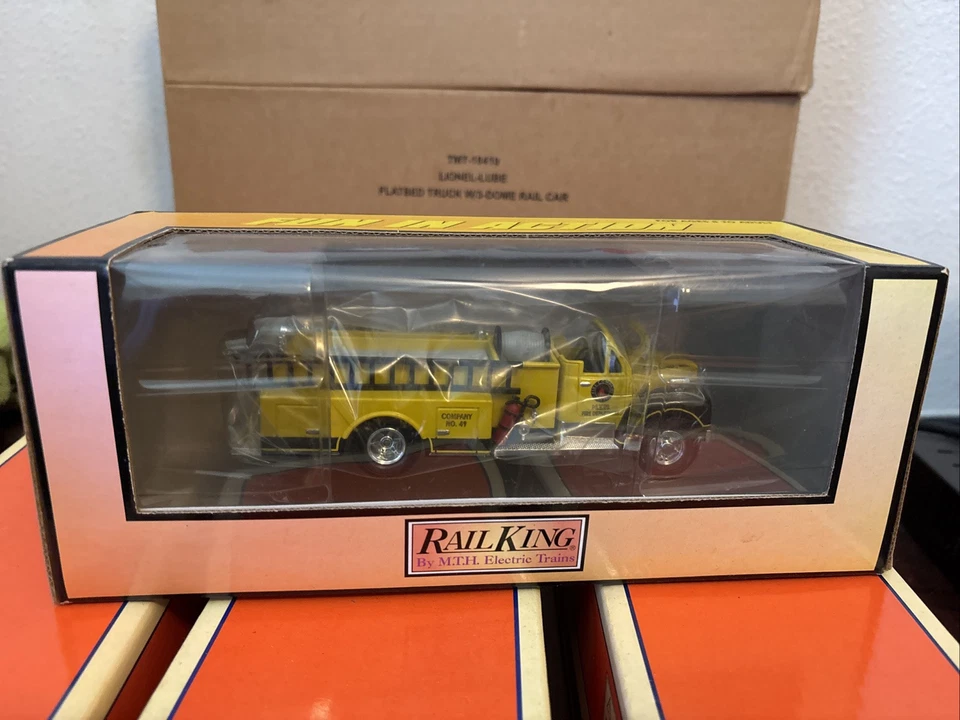 LIONEL-LUBE
FLATBED TRUCK W/3-DOME RAIL CAR
FUN IN ACTION
COMPANY
NO. 49
RAILKING®
By M.T.H. Electric Trains